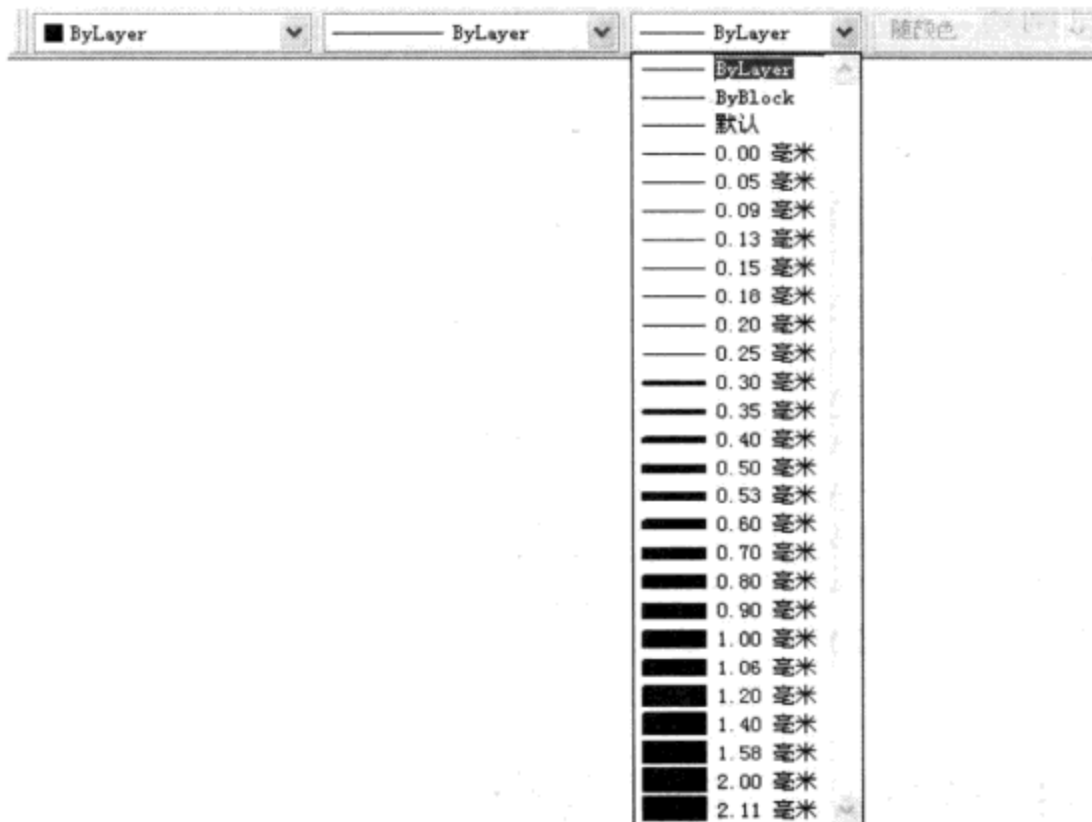 ByLayer ByLayer ByLayer 随颜色
ByLayer
ByBlock
默认
0.00 毫米
0.05 毫米
0.09 毫米
0.13 毫米
0.15 毫米
0.18 毫米
0.20 毫米
0.25 毫米
0.30 毫米
0.35 毫米
0.40 毫米
0.50 毫米
0.53 毫米
0.60 毫米
0.70 毫米
0.80 毫米
0.90 毫米
1.00 毫米
1.06 毫米
1.20 毫米
1.40 毫米
1.58 毫米
2.00 毫米
2.11 毫米